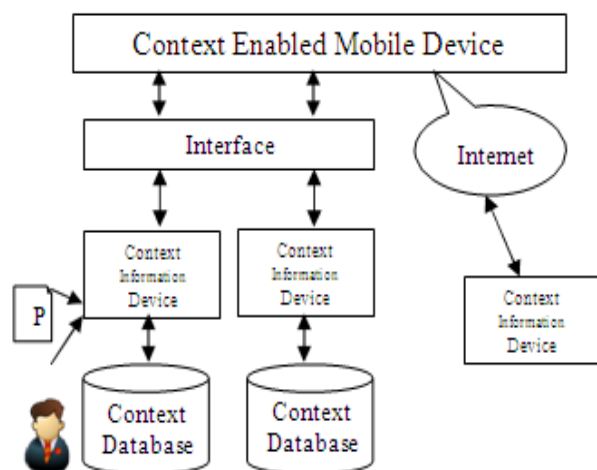 Context Enabled Mobile Device
Interface
Internet
Context
Information
Device
Context
Information
Device
Context
Information
Device
P
Context
Database
Context
Database